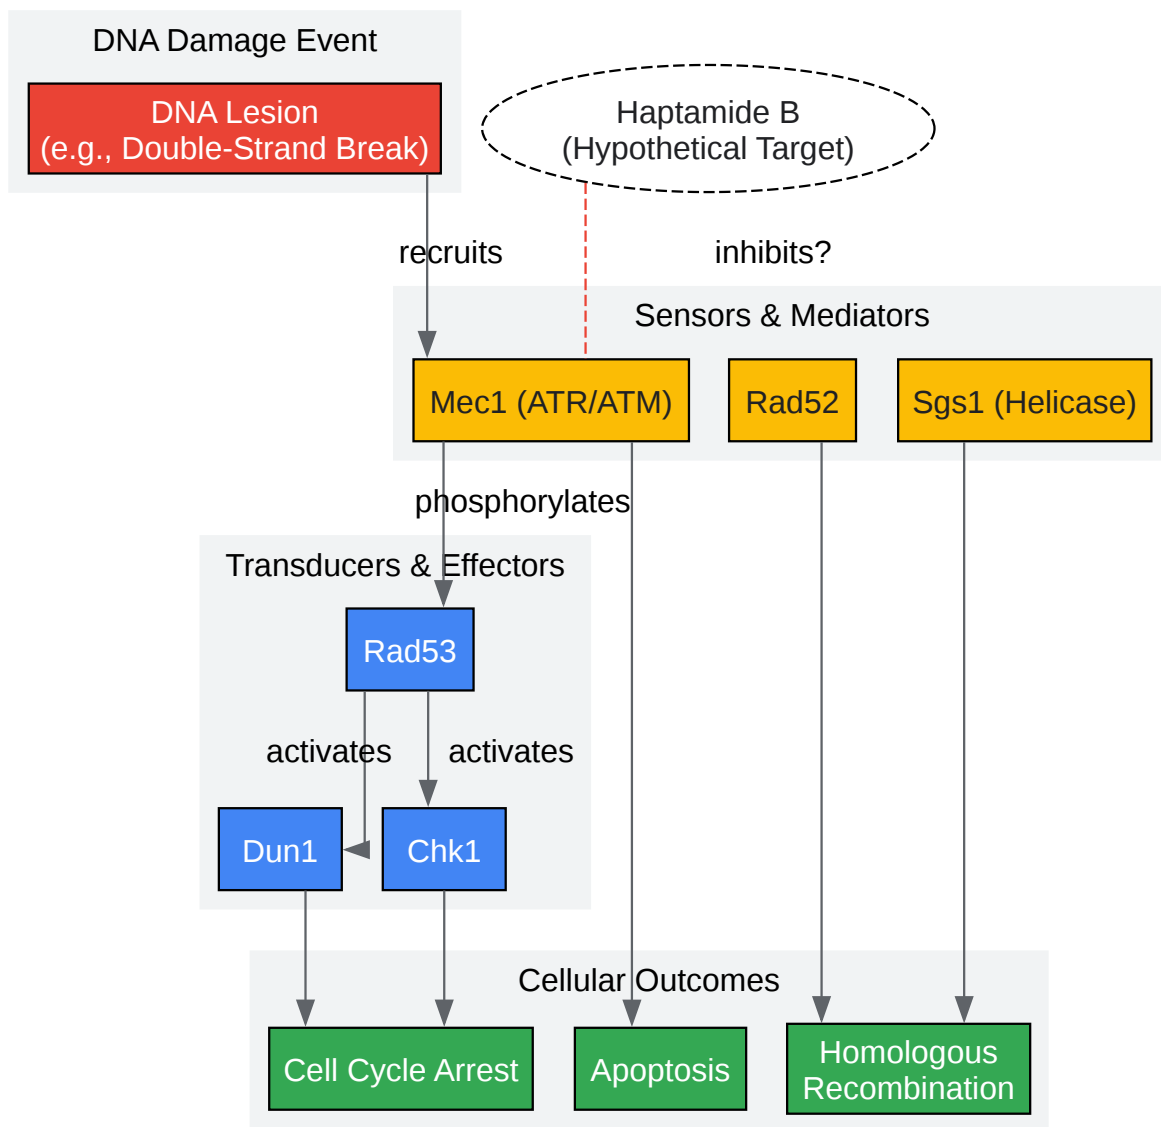 DNA Damage Event
DNA Lesion
(e.g., Double-Strand Break)
Haptamide B
(Hypothetical Target)
recruits
inhibits?
Sensors & Mediators
Mec1 (ATR/ATM)
Rad52
Sgs1 (Helicase)
phosphorylates
Transducers & Effectors
Rad53
activates
activates
Dun1
Chk1
Cellular Outcomes
Cell Cycle Arrest
Apoptosis
Homologous
Recombination